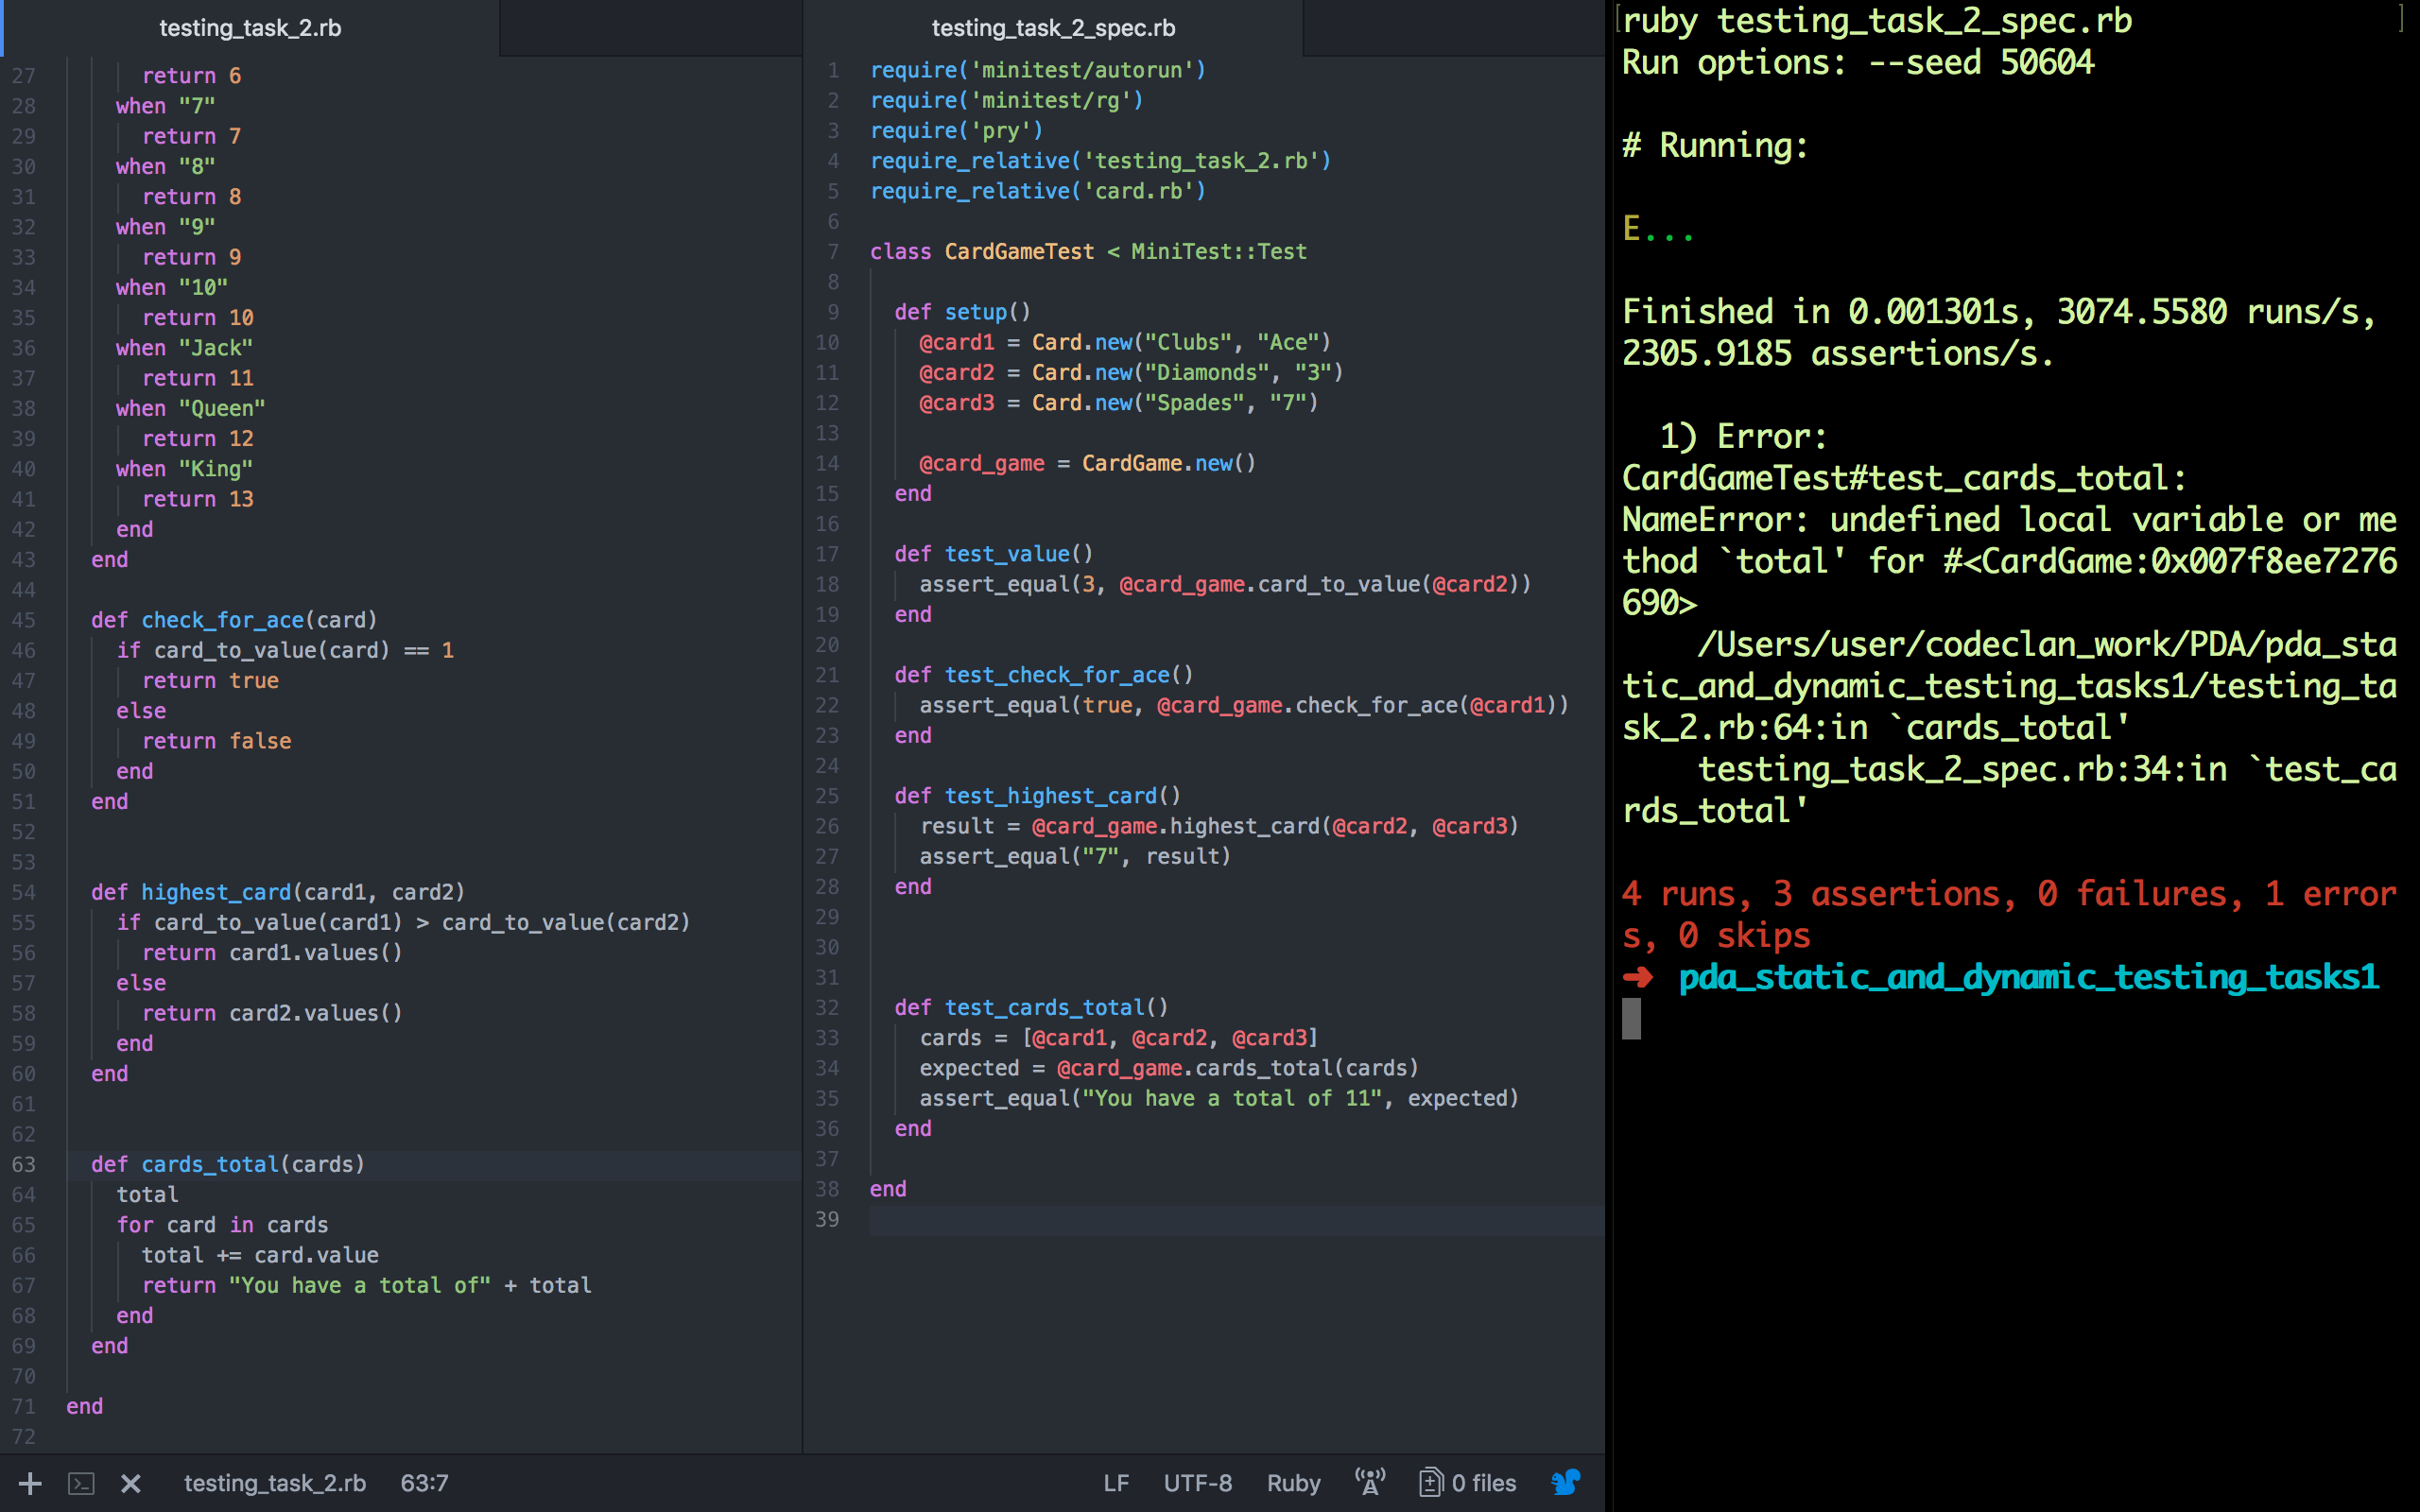 testing_task_2.rb
27 return 6
28 when "7"
29 return 7
30 when "8"
31 return 8
32 when "9"
33 return 9
34 when "10"
35 return 10
36 when "Jack"
37 return 11
38 when "Queen"
39 return 12
40 when "King"
41 return 13
42 end
43 end
44
45 def check_for_ace(card)
46 if card_to_value(card) == 1
47 return true
48 else
49 return false
50 end
51 end
52
53
54 def highest_card(card1, card2)
55 if card_to_value(card1) > card_to_value(card2)
56 return card1.values()
57 else
58 return card2.values()
59 end
60 end
61
62
63 def cards_total(cards)
64 total
65 for card in cards
66 total += card.value
67 return "You have a total of" + total
68 end
69 end
70
71 end
72
testing_task_2_spec.rb
1 require('minitest/autorun')
2 require('minitest/rg')
3 require('pry')
4 require_relative('testing_task_2.rb')
5 require_relative('card.rb')
6
7 class CardGameTest < MiniTest::Test
8
9 def setup()
10 @card1 = Card.new("Clubs", "Ace")
11 @card2 = Card.new("Diamonds", "3")
12 @card3 = Card.new("Spades", "7")
13
14 @card_game = CardGame.new()
15 end
16
17 def test_value()
18 assert_equal(3, @card_game.card_to_value(@card2))
19 end
20
21 def test_check_for_ace()
22 assert_equal(true, @card_game.check_for_ace(@card1))
23 end
24
25 def test_highest_card()
26 result = @card_game.highest_card(@card2, @card3)
27 assert_equal("7", result)
28 end
29
30
31
32 def test_cards_total()
33 cards = [@card1, @card2, @card3]
34 expected = @card_game.cards_total(cards)
35 assert_equal("You have a total of 11", expected)
36 end
37
38 end
39
[ruby testing_task_2_spec.rb ]
Run options: --seed 50604
# Running:
E...
Finished in 0.001301s, 3074.5580 runs/s,
2305.9185 assertions/s.
1) Error:
CardGameTest#test_cards_total:
NameError: undefined local variable or me
thod `total' for #<CardGame:0x007f8ee7276
690>
/Users/user/codeclan_work/PDA/pda_sta
tic_and_dynamic_testing_tasks1/testing_ta
sk_2.rb:64:in `cards_total'
testing_task_2_spec.rb:34:in `test_ca
rds_total'
4 runs, 3 assertions, 0 failures, 1 error
s, 0 skips
➜ pda_static_and_dynamic_testing_tasks1
testing_task_2.rb 63:7 LF UTF-8 Ruby 0 files